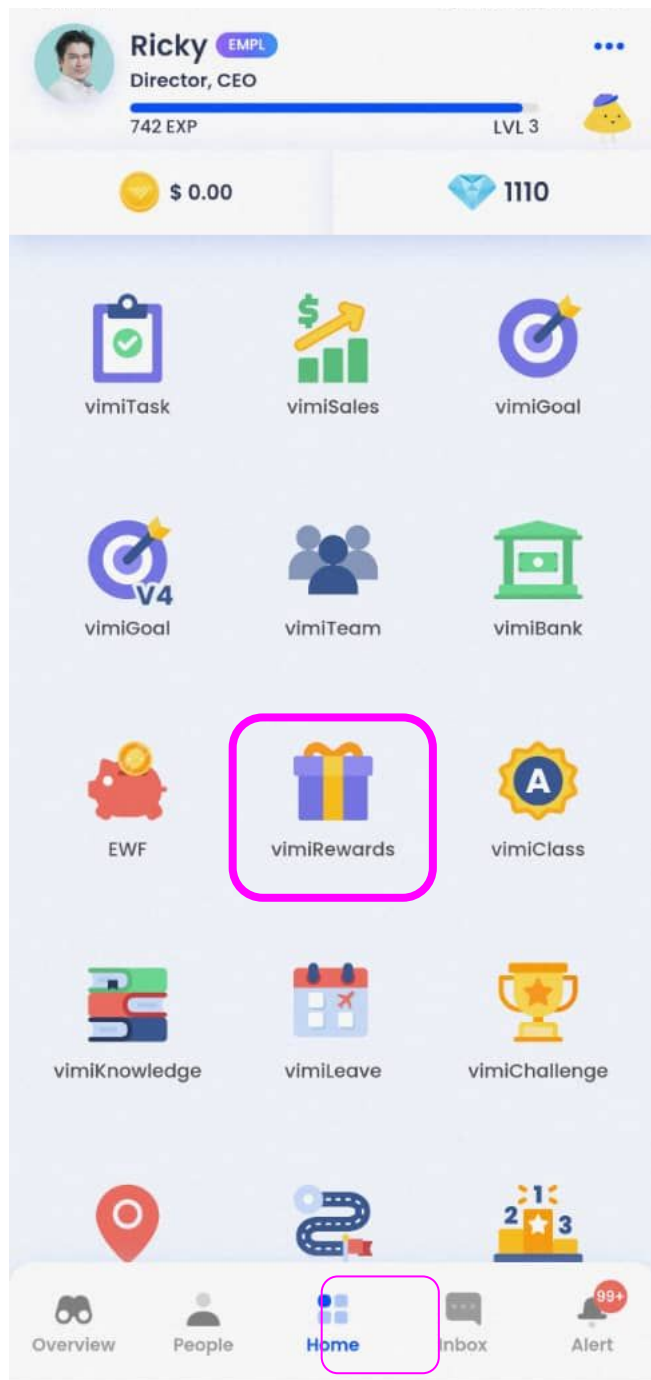 Ricky EMPL
Director, CEO
742 EXP LVL 3
$ 0.00 1110
$
vimiTask vimiSales vimiGoal
V4
vimiGoal vimiTeam vimiBank
A
EWF vimiRewards vimiClass
vimiKnowledge vimiLeave vimiChallenge
1
2 3
99+
Overview People Home Inbox Alert